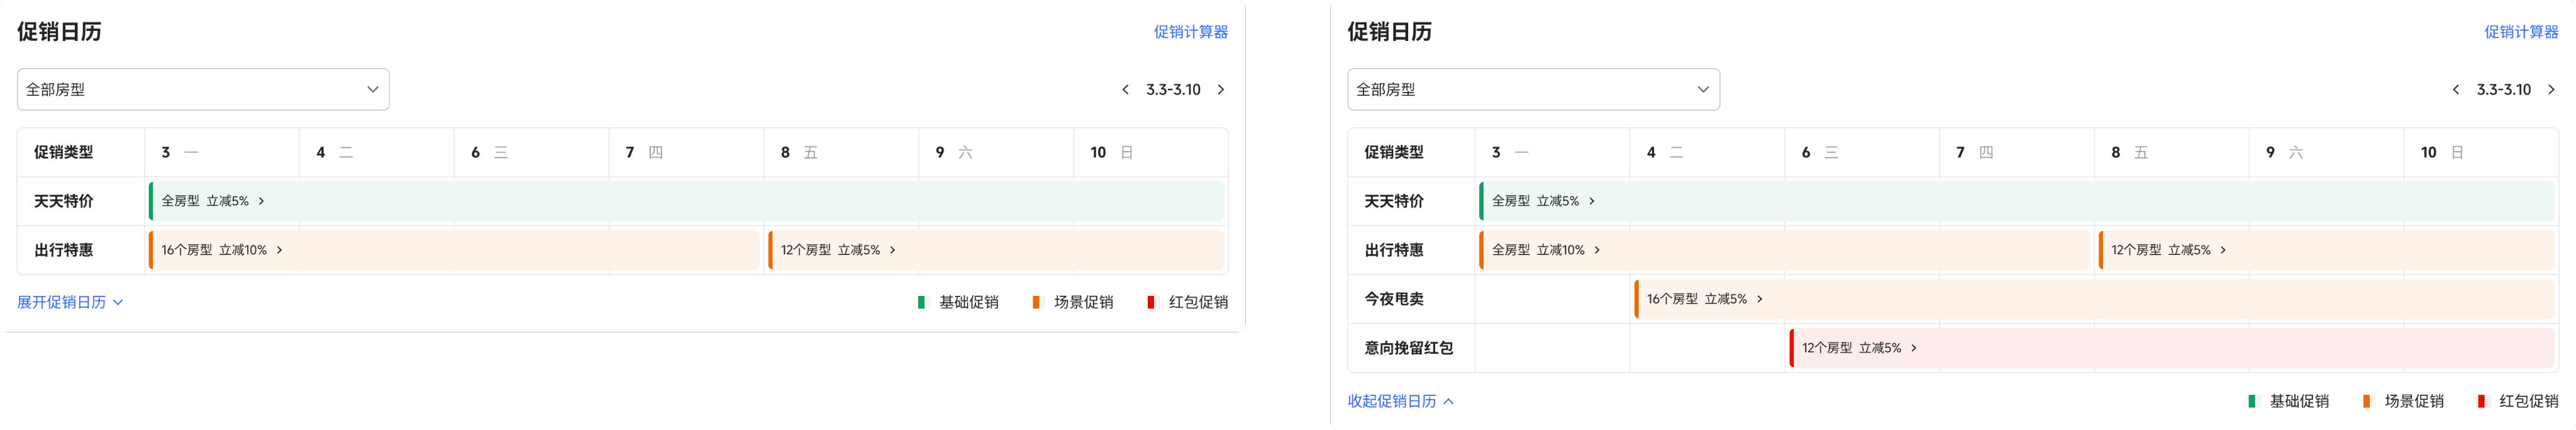 促销日历
促销计算器
全部房型
3.3-3.10
促销类型 3 一 4 二 6 三 7 四 8 五 9 六 10 日
天天特价 全房型 立减5%
出行特惠 16个房型 立减10% 12个房型 立减5%
展开促销日历 基础促销 场景促销 红包促销
促销日历
促销计算器
全部房型
3.3-3.10
促销类型 3 一 4 二 6 三 7 四 8 五 9 六 10 日
天天特价 全房型 立减5%
出行特惠 全房型 立减10% 12个房型 立减5%
今夜甩卖 16个房型 立减5%
意向挽留红包 12个房型 立减5%
收起促销日历 基础促销 场景促销 红包促销